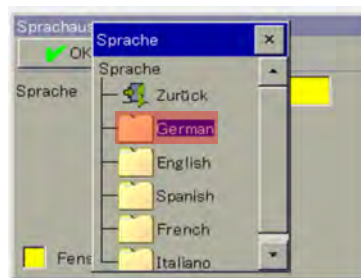 Sprachaus
Sprache
OK
Sprache
Sprache
Zurück
German
English
Spanish
French
Fens
Italiano